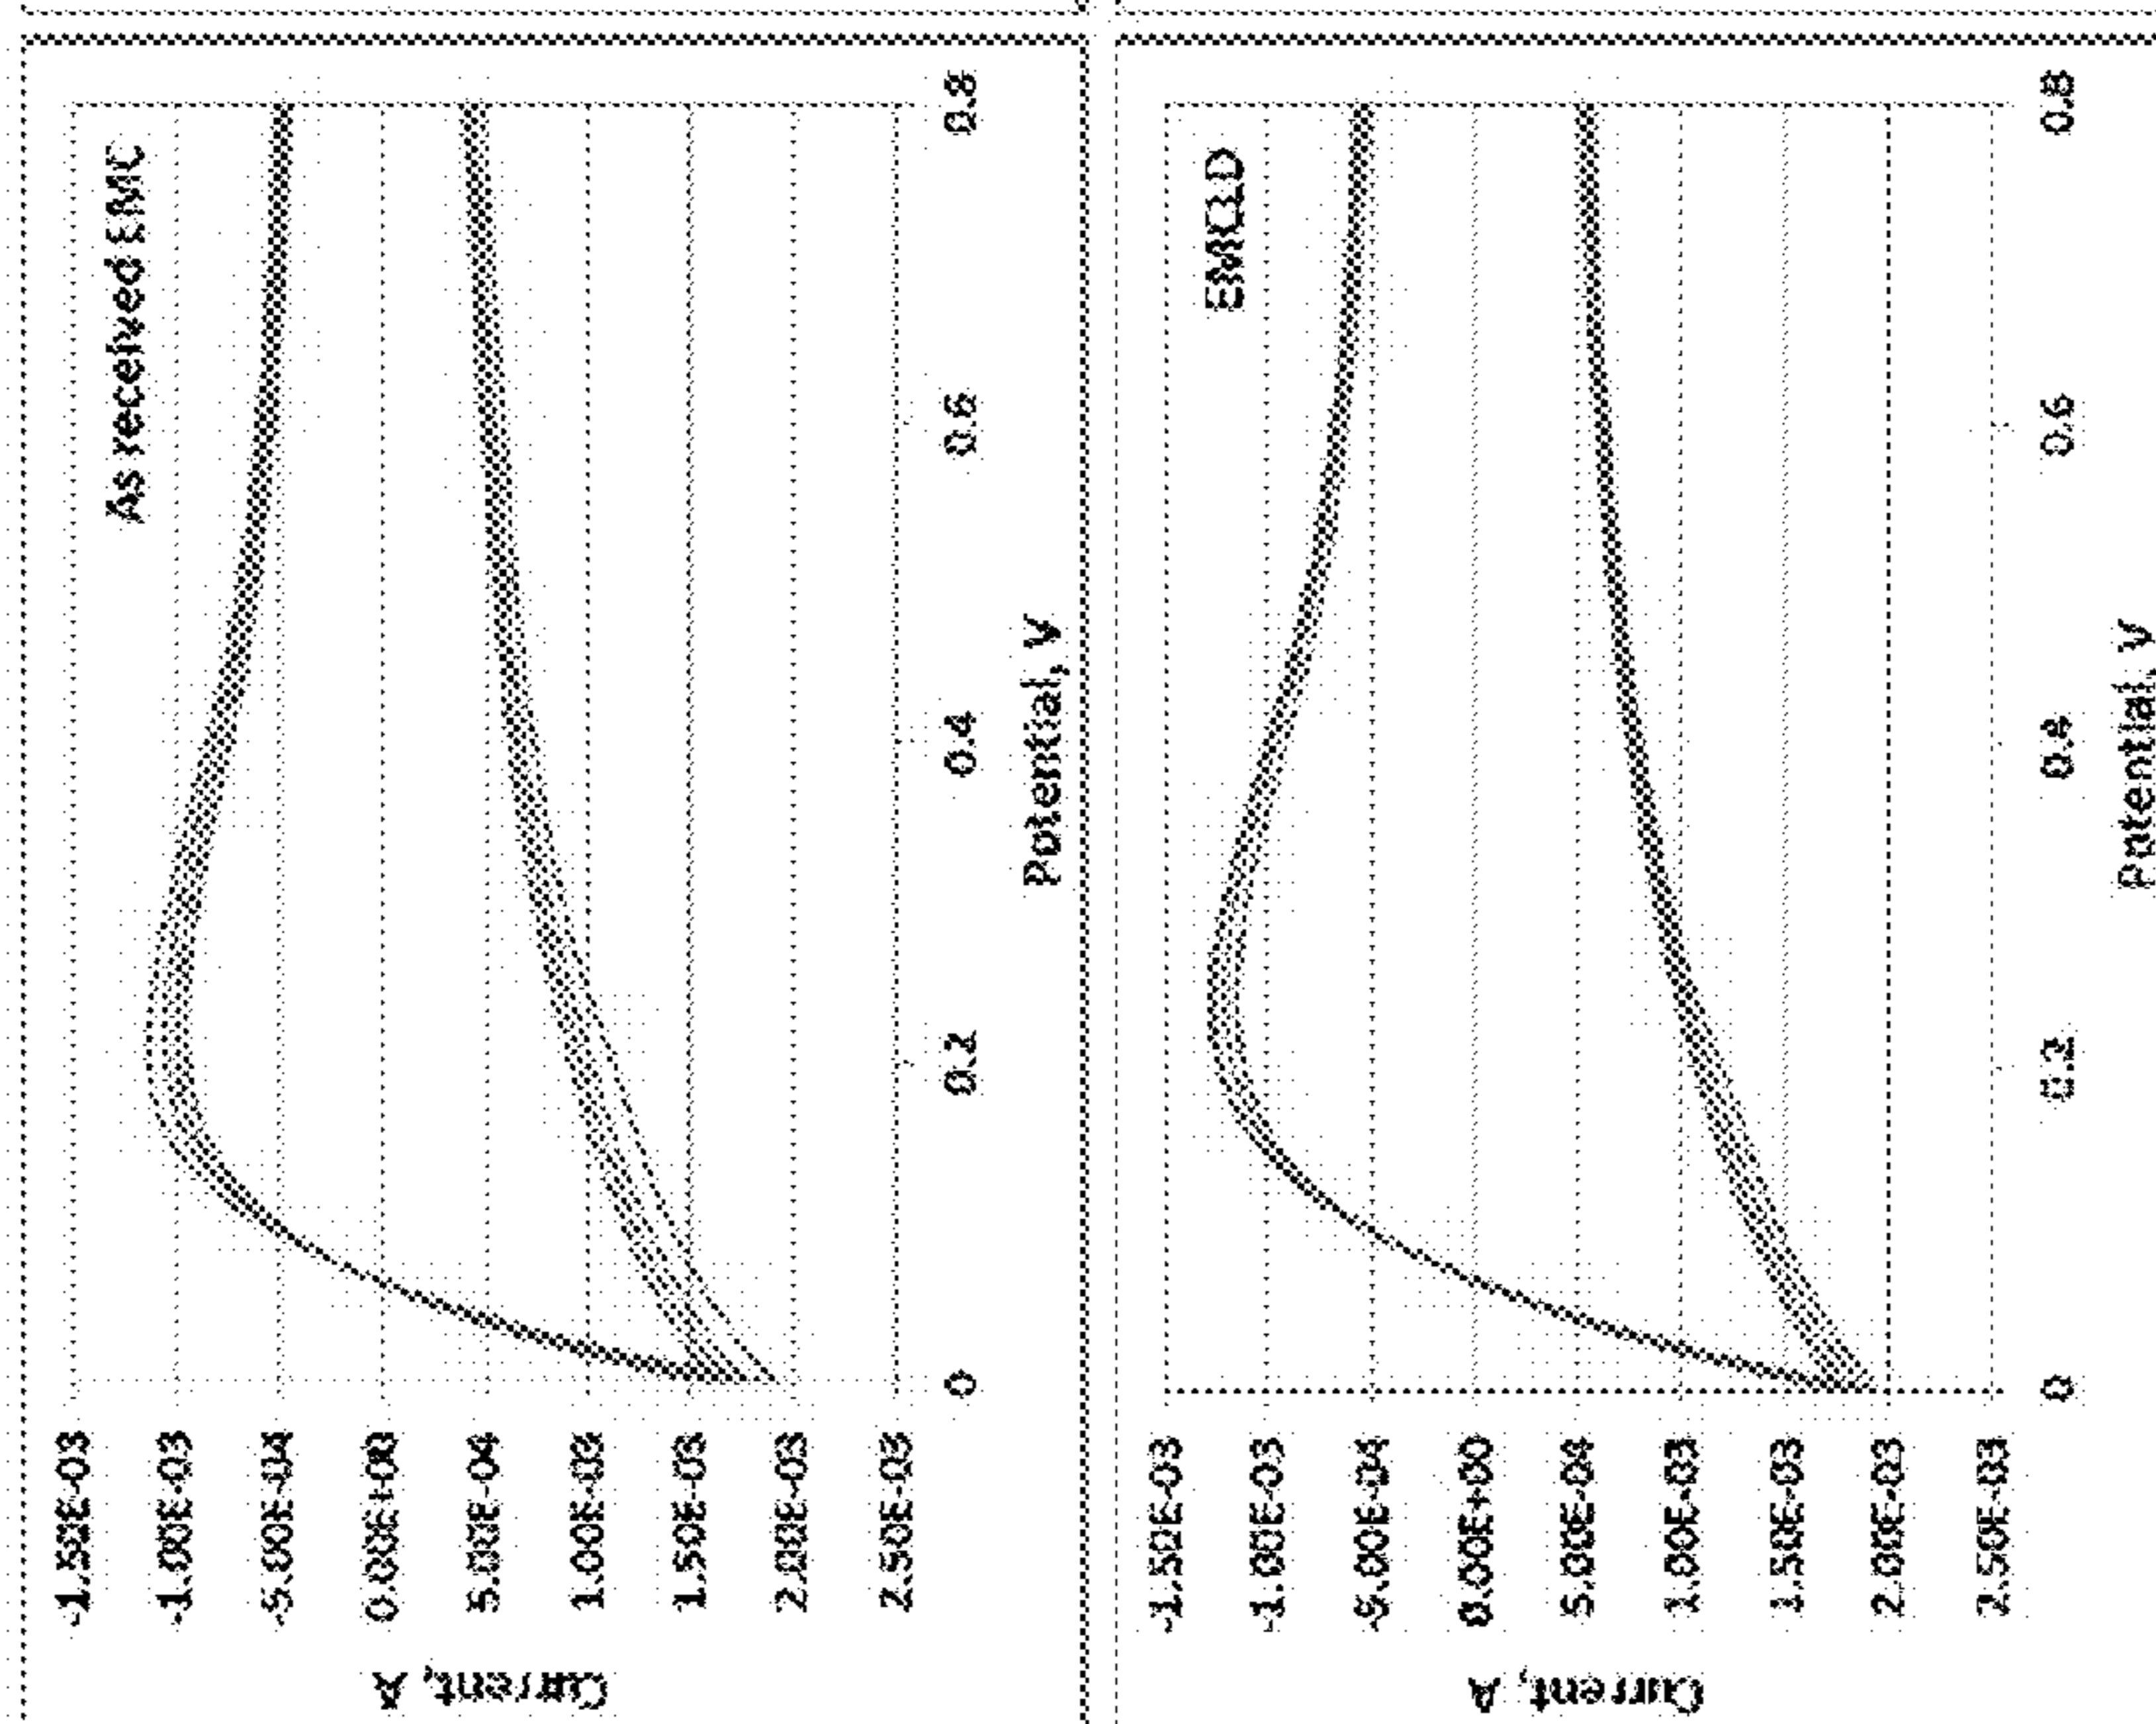 As received EMC
-1.50E-03
-1.00E-03
-5.00E-04
0.00E+00
5.00E-04
1.00E-03
1.50E-03
2.00E-03
2.50E-03
Current, A
0
0.2
0.4
0.6
0.8
Potential, V
EMCLD
-1.50E-03
-1.00E-03
-5.00E-04
0.00E+00
5.00E-04
1.00E-03
1.50E-03
2.00E-03
2.50E-03
Current, A
0
0.2
0.4
0.6
0.8
Potential, V